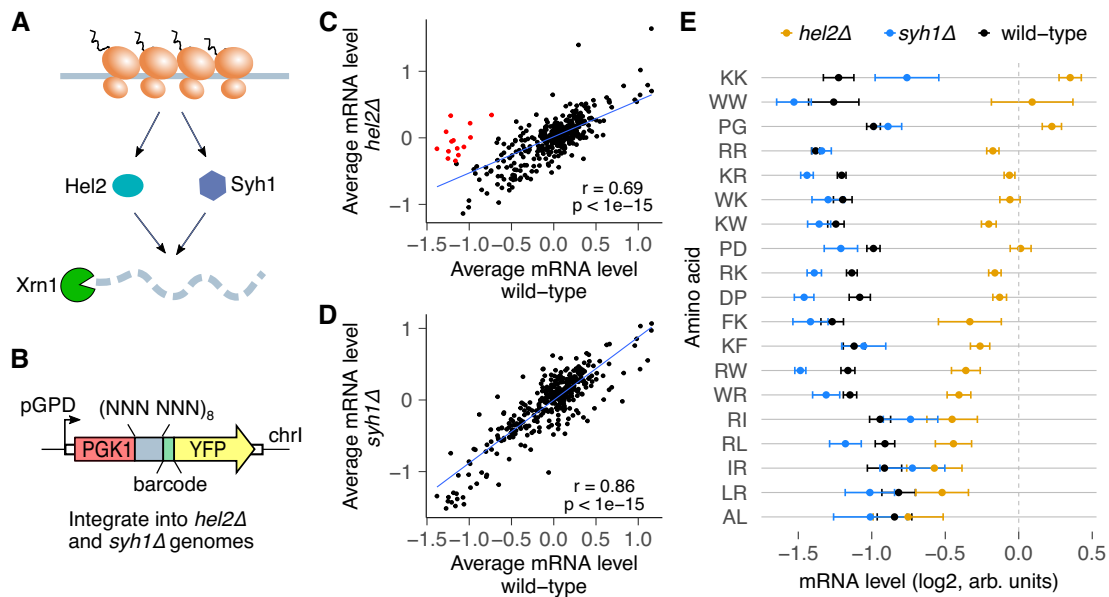 A
Hel2
Syh1
Xrn1
B
pGPD
(NNN NNN)8
chrI
PGK1
YFP
barcode
Integrate into hel2Δ
and syh1Δ genomes
C
Average mRNA level
hel2Δ
1
0
−1
r = 0.69
p < 1e−15
−1.5 −1.0 −0.5 0.0 0.5 1.0
Average mRNA level
wild−type
D
Average mRNA level
syh1Δ
1
0
−1
r = 0.86
p < 1e−15
−1.5 −1.0 −0.5 0.0 0.5 1.0
Average mRNA level
wild−type
E
hel2Δ syh1Δ wild−type
Amino acid
KK
WW
PG
RR
KR
WK
KW
PD
RK
DP
FK
KF
RW
WR
RI
RL
IR
LR
AL
−1.5 −1.0 −0.5 0.0 0.5
mRNA level (log2, arb. units)